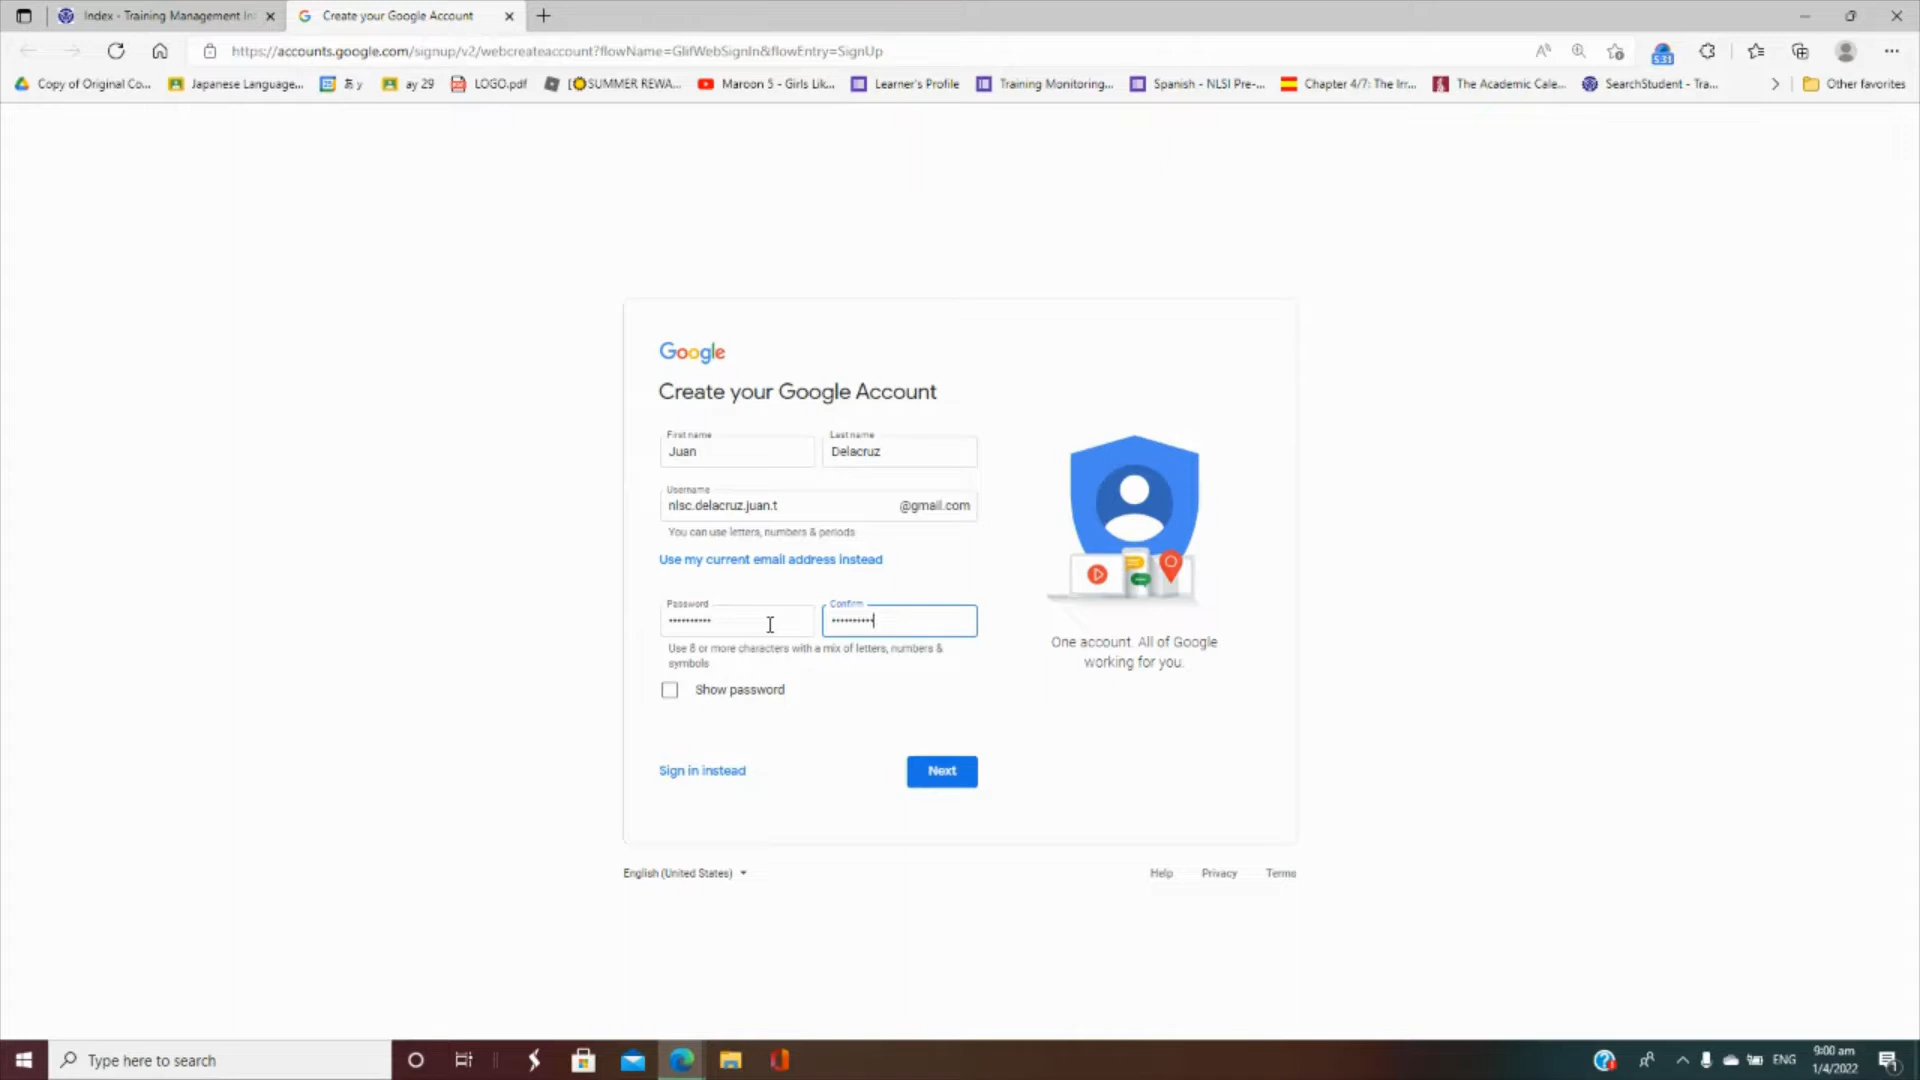 Index - Training Management In
Create your Google Account
https://accounts.google.com/signup/v2/webcreateaccount?flowName=GlifWebSignIn&flowEntry=SignUp
5:31
Copy of Original Co...
Japanese Language...
あ y
ay 29
LOGO.pdf
[🌻SUMMER REWA...
Maroon 5 - Girls Lik...
Learner's Profile
Training Monitoring...
Spanish - NLSI Pre-...
Chapter 4/7: The Irr...
The Academic Cale...
SearchStudent - Tra...
Other favorites
Google
Create your Google Account
First name
Last name
Juan
Delacruz
Username
nlsc.delacruz.juan.t
@gmail.com
You can use letters, numbers & periods
Use my current email address instead
Password
Confirm
Use 8 or more characters with a mix of letters, numbers &
symbols
Show password
One account. All of Google
working for you.
Sign in instead
Next
English (United States)
Help
Privacy
Terms
Type here to search
ENG
9:00 am
1/4/2022